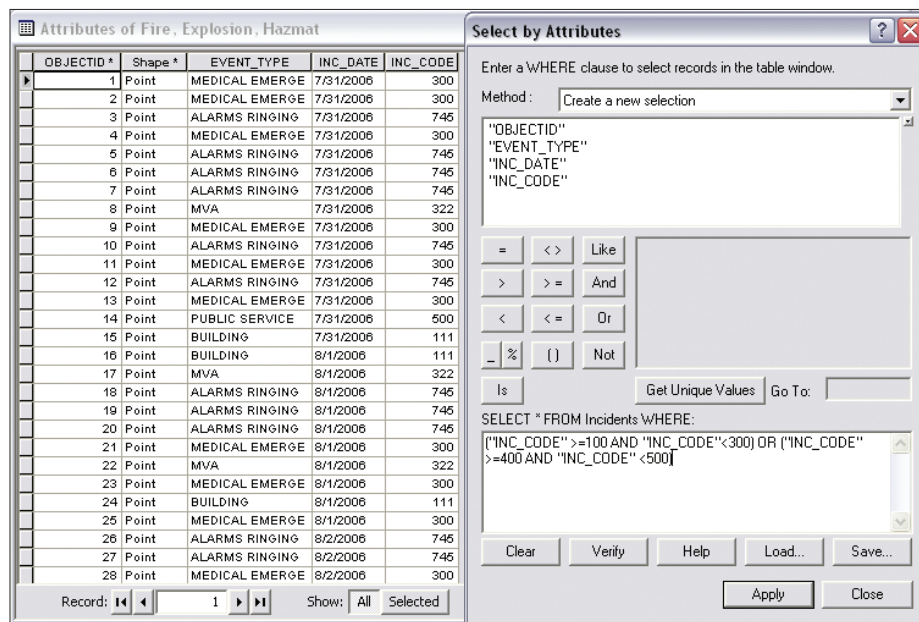 Attributes of Fire, Explosion, Hazmat
OBJECTID * Shape * EVENT_TYPE INC_DATE INC_CODE
1 Point MEDICAL EMERGE 7/31/2006 300
2 Point MEDICAL EMERGE 7/31/2006 300
3 Point ALARMS RINGING 7/31/2006 745
4 Point MEDICAL EMERGE 7/31/2006 300
5 Point ALARMS RINGING 7/31/2006 745
6 Point ALARMS RINGING 7/31/2006 745
7 Point ALARMS RINGING 7/31/2006 745
8 Point MVA 7/31/2006 322
9 Point MEDICAL EMERGE 7/31/2006 300
10 Point ALARMS RINGING 7/31/2006 745
11 Point MEDICAL EMERGE 7/31/2006 300
12 Point ALARMS RINGING 7/31/2006 745
13 Point MEDICAL EMERGE 7/31/2006 300
14 Point PUBLIC SERVICE 7/31/2006 500
15 Point BUILDING 7/31/2006 111
16 Point BUILDING 8/1/2006 111
17 Point MVA 8/1/2006 322
18 Point ALARMS RINGING 8/1/2006 745
19 Point ALARMS RINGING 8/1/2006 745
20 Point ALARMS RINGING 8/1/2006 745
21 Point MEDICAL EMERGE 8/1/2006 300
22 Point MVA 8/1/2006 322
23 Point MEDICAL EMERGE 8/1/2006 300
24 Point BUILDING 8/1/2006 111
25 Point MEDICAL EMERGE 8/1/2006 300
26 Point ALARMS RINGING 8/2/2006 745
27 Point ALARMS RINGING 8/2/2006 745
28 Point MEDICAL EMERGE 8/2/2006 300
Record: 1 Show: All Selected
Select by Attributes
Enter a WHERE clause to select records in the table window.
Method : Create a new selection
"OBJECTID"
"EVENT_TYPE"
"INC_DATE"
"INC_CODE"
= < > Like
> > = And
< < = Or
_ % ( ) Not
Is Get Unique Values Go To:
SELECT * FROM Incidents WHERE:
("INC_CODE" >=100 AND "INC_CODE"<300) OR ("INC_CODE"
>=400 AND "INC_CODE" <500)
Clear Verify Help Load... Save...
Apply Close